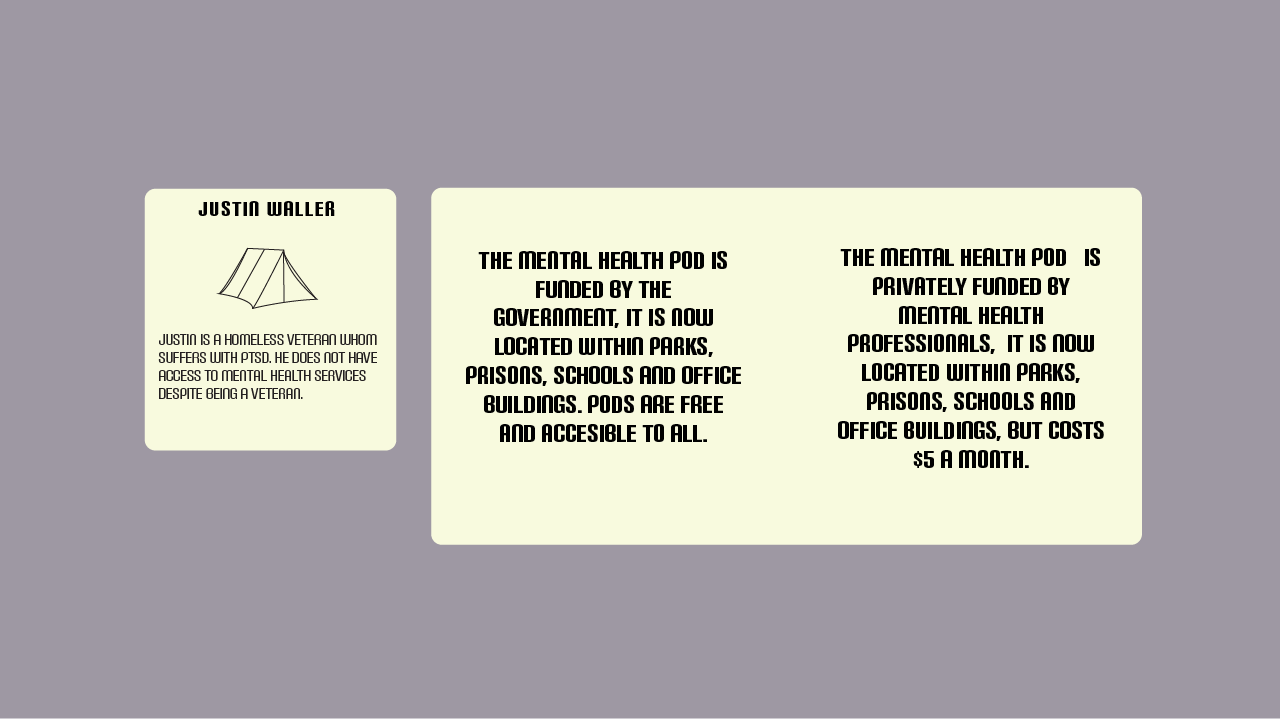 JUSTIN WALLER
JUSTIN IS A HOMELESS VETERAN WHOM
SUFFERS WITH PTSD. HE DOES NOT HAVE
ACCESS TO MENTAL HEALTH SERVICES
DESPITE BEING A VETERAN.
THE MENTAL HEALTH POD IS
FUNDED BY THE
GOVERNMENT, IT IS NOW
LOCATED WITHIN PARKS,
PRISONS, SCHOOLS AND OFFICE
BUILDINGS. PODS ARE FREE
AND ACCESIBLE TO ALL.
THE MENTAL HEALTH POD IS
PRIVATELY FUNDED BY
MENTAL HEALTH
PROFESSIONALS, IT IS NOW
LOCATED WITHIN PARKS,
PRISONS, SCHOOLS AND
OFFICE BUILDINGS, BUT COSTS
$5 A MONTH.